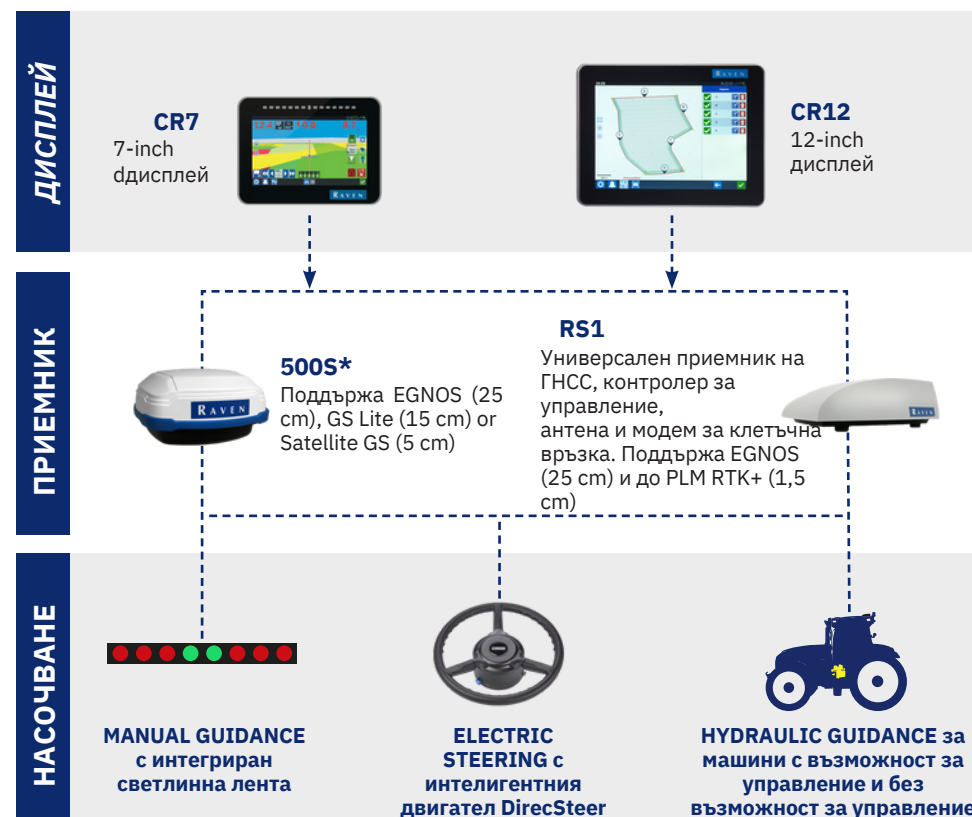 ДИСПЛЕЙ
CR7
7-inch
dдисплей
RAVEN
RAVEN
CR12
12-inch
дисплей
ПРИЕМНИК
RAVEN
500S*
Поддържа EGNOS (25
cm), GS Lite (15 cm) or
Satellite GS (5 cm)
RS1
Универсален приемник на
ГНСС, контролер за
управление,
антена и модем за клетъчна
връзка. Поддържа EGNOS
(25 cm) и до PLM RTK+ (1,5
cm)
RAVEN
НАСОЧВАНЕ
MANUAL GUIDANCE
с интегриран
светлинна лента
ELECTRIC
STEERING с
интелигентния
двигател DirecSteer
HYDRAULIC GUIDANCE за
машини с възможност за
управление и без
възможност за управление